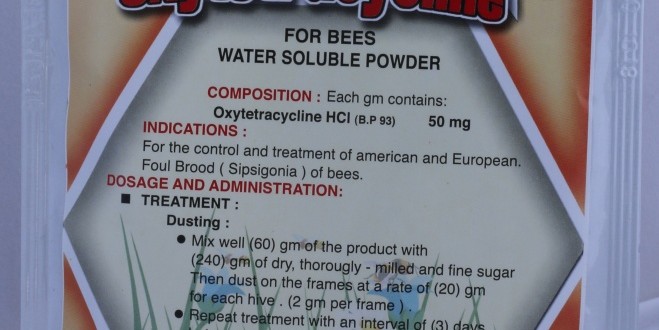 FOR BEES
WATER SOLUBLE POWDER
COMPOSITION : Each gm contains:
Oxytetracycline HCl (B.P 93) 50 mg
INDICATIONS :
For the control and treatment of american and European.
Foul Brood ( Sipsigonia ) of bees.
DOSAGE AND ADMINISTRATION:
■ TREATMENT :
Dusting :
● Mix well (60) gm of the product with
(240) gm of dry, thorougly - milled and fine sugar
Then dust on the frames at a rate of (20) gm
for each hive . (2 gm per frame ) .
● Repeat treatment with an interval of (3) days